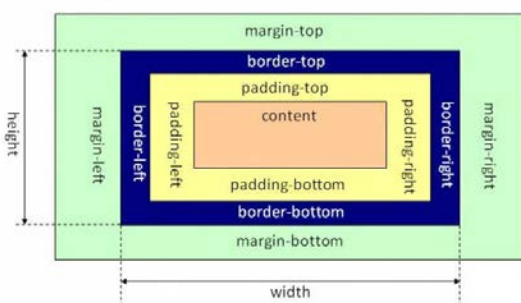 margin-top
border-top
padding-top
content
height
margin-left
border-left
padding-left
padding-right
border-right
margin-right
padding-bottom
border-bottom
margin-bottom
width